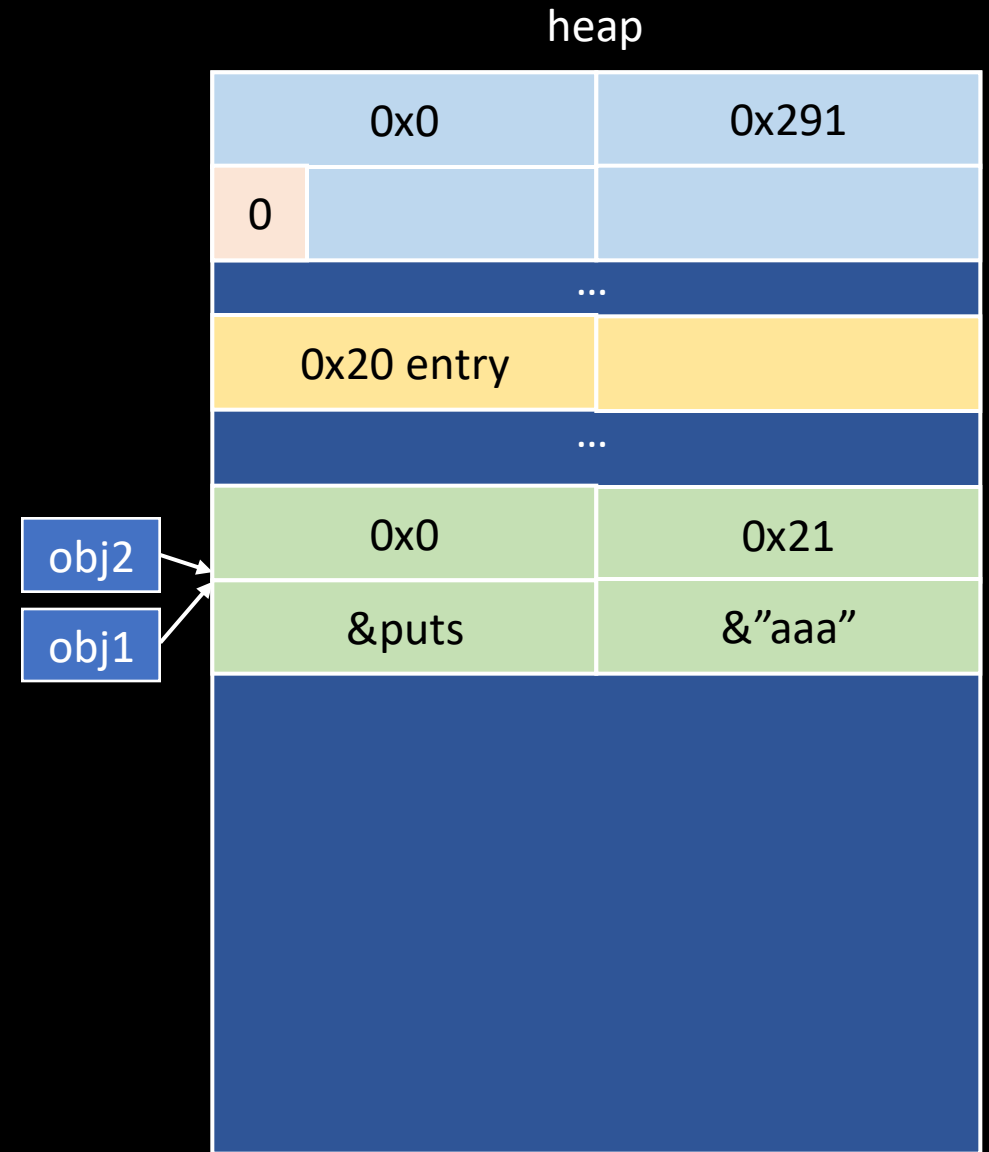 heap
0x0 0x291
0
...
0x20 entry
...
0x0 0x21
obj2
&puts &”aaa”
obj1